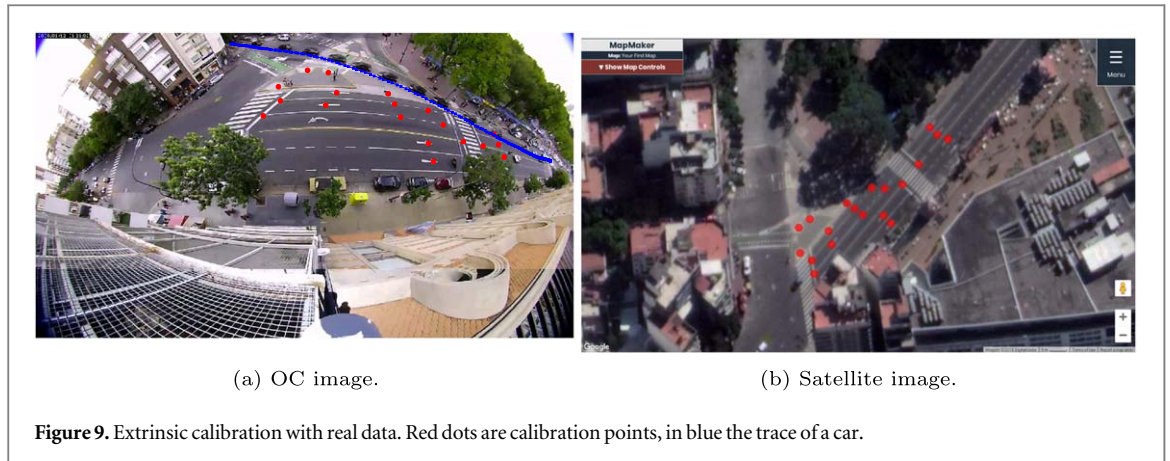 MapMaker
Map: Your First Map
▼ Show Map Controls
Menu
Google
(a) OC image.
(b) Satellite image.
Figure 9. Extrinsic calibration with real data. Red dots are calibration points, in blue the trace of a car.